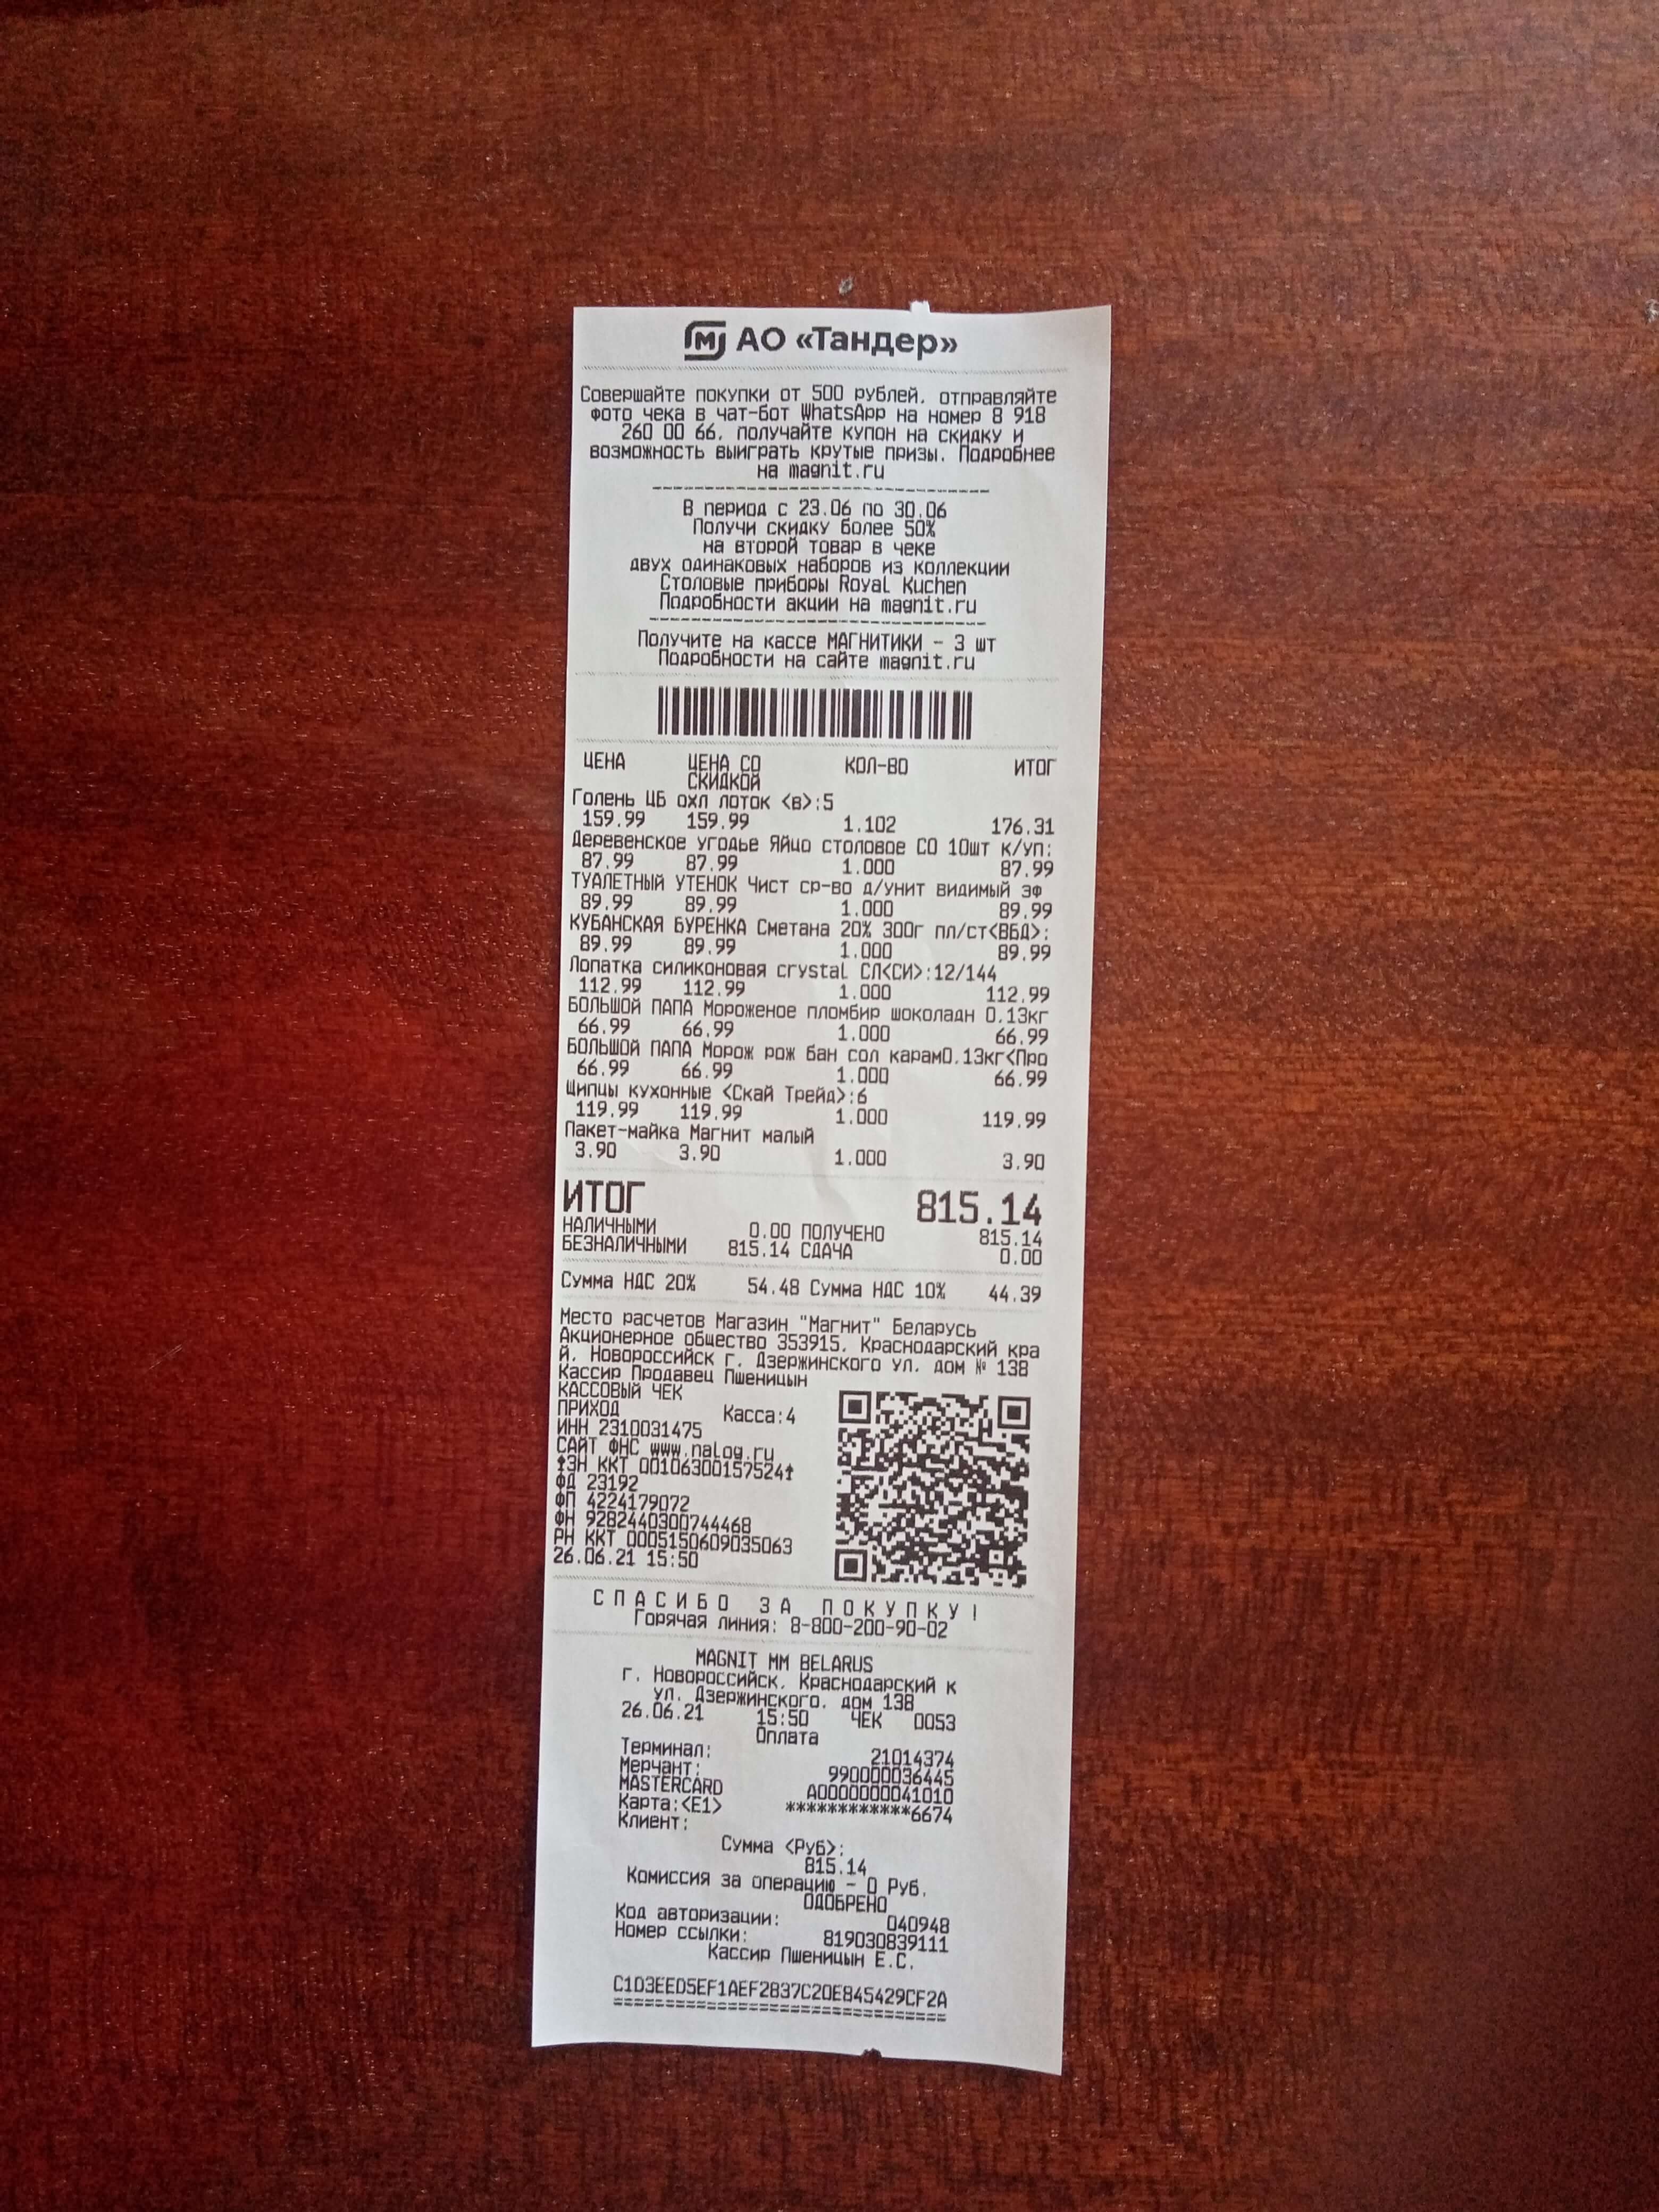 АО «Тандер»
Совершайте покупки от 500 рублей, отправляйте
фото чека в чат-бот WhatsApp на номер 8 918
260 00 66, получайте купон на скидку и
возможность выиграть крутые призы. Подробнее
на magnit.ru
В период с 23.06 по 30.06
Получи скидку более 50%
на второй товар в чеке
двух одинаковых наборов из коллекции
Столовые приборы Royal Kuchen
Подробности акции на magnit.ru
Получите на кассе МАГНИТИКИ - 3 шт
Подробности на сайте magnit.ru
ЦЕНА ЦЕНА СО СКИДКОЙ КОЛ-ВО ИТОГ
Голень ЦБ охл лоток <в>:5
159.99 159.99 1.102 176.31
Деревенское угодье Яйцо столовое СО 10шт к/уп:
87.99 87.99 1.000 87.99
ТУАЛЕТНЫЙ УТЕНОК Чист ср-во д/унит видимый эф
89.99 89.99 1.000 89.99
КУБАНСКАЯ БУРЕНКА Сметана 20% 300г пл/ст<ВБД>:
89.99 89.99 1.000 89.99
Лопатка силиконовая crystal СЛ<СИ>:12/144
112.99 112.99 1.000 112.99
БОЛЬШОЙ ПАПА Мороженое пломбир шоколадн 0.13кг
66.99 66.99 1.000 66.99
БОЛЬШОЙ ПАПА Морож рож бан сол карам0.13кг<Про
66.99 66.99 1.000 66.99
Щипцы кухонные <Скай Трейд>:6
119.99 119.99 1.000 119.99
Пакет-майка Магнит малый
3.90 3.90 1.000 3.90
ИТОГ 815.14
НАЛИЧНЫМИ 0.00 ПОЛУЧЕНО 815.14
БЕЗНАЛИЧНЫМИ 815.14 СДАЧА 0.00
Сумма НДС 20% 54.48 Сумма НДС 10% 44.39
Место расчетов Магазин "Магнит" Беларусь
Акционерное общество 353915, Краснодарский кра
й, Новороссийск г, Дзержинского ул, дом № 138
Кассир Продавец Пшеницын
КАССОВЫЙ ЧЕК
ПРИХОД Касса:4
ИНН 2310031475
САЙТ ФНС www.nalog.ru
↑ЗН ККТ 00106300157524↑
ФД 23192
ФП 4224179072
ФН 9282440300744468
РН ККТ 0005150609035063
26.06.21 15:50
СПАСИБО ЗА ПОКУПКУ!
Горячая линия: 8-800-200-90-02
MAGNIT MM BELARUS
г. Новороссийск, Краснодарский к
ул. Дзержинского, дом 138
26.06.21 15:50 ЧЕК 0053
Оплата
Терминал: 21014374
Мерчант: 990000036445
MASTERCARD A0000000041010
Карта:<E1> ************6674
Клиент:
Сумма <Руб>:
815.14
Комиссия за операцию - 0 Руб.
ОДОБРЕНО
Код авторизации: 040948
Номер ссылки: 819030839111
Кассир Пшеницын Е.С.
C1D3EED5EF1AEF2837C20E845429CF2A
================================